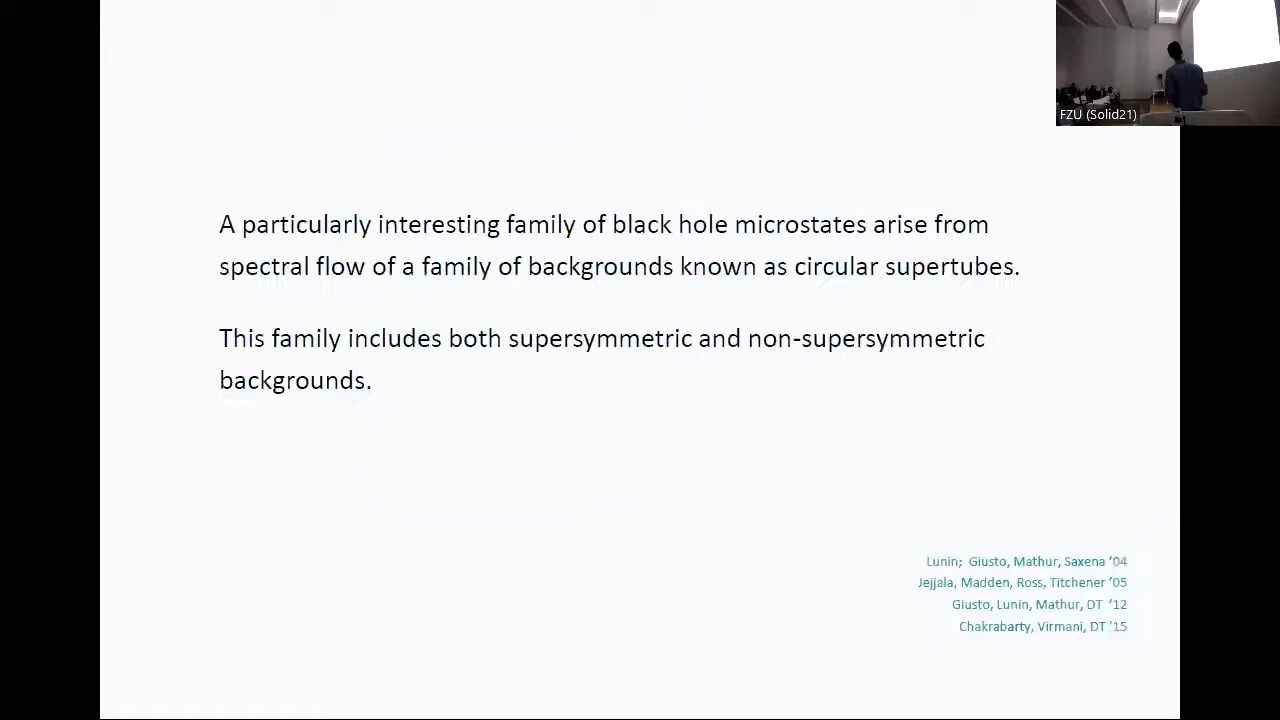 FZU (Solid21)
A particularly interesting family of black hole microstates arise from
spectral flow of a family of backgrounds known as circular supertubes.
This family includes both supersymmetric and non-supersymmetric
backgrounds.
Lunin; Giusto, Mathur, Saxena ’04
Jejjala, Madden, Ross, Titchener ’05
Giusto, Lunin, Mathur, DT ’12
Chakrabarty, Virmani, DT ’15